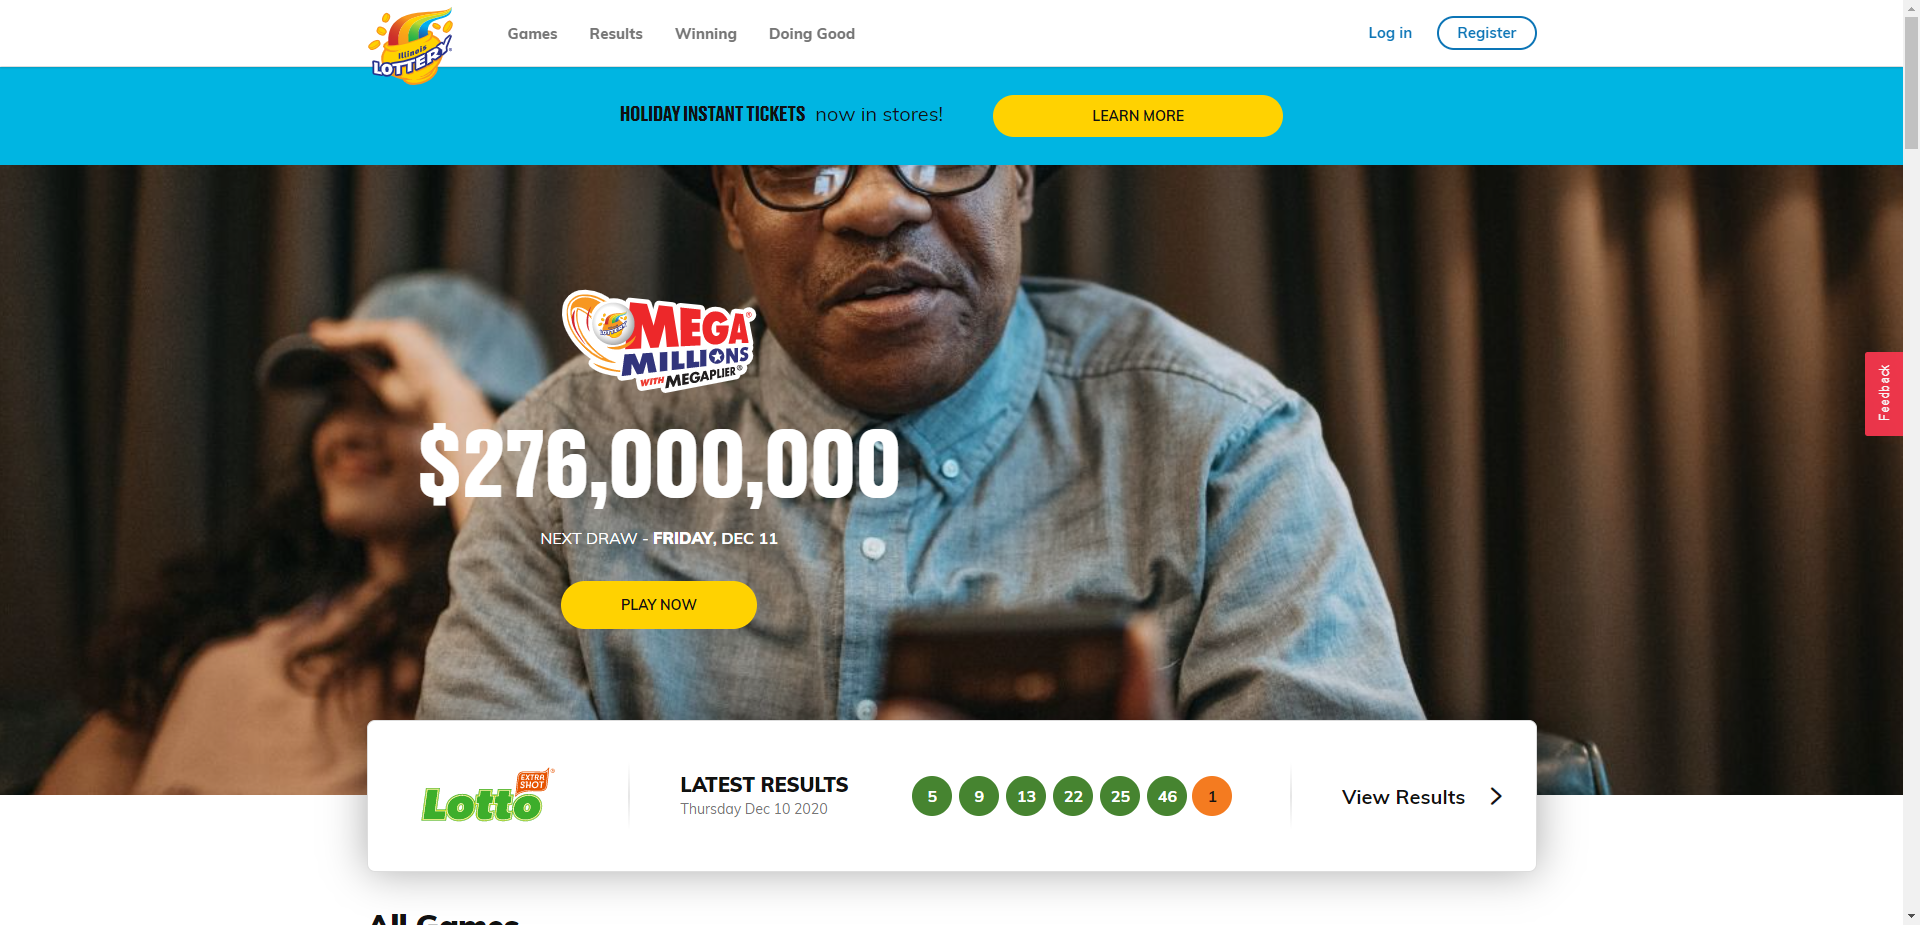 Illinois
LOTTERY
Games
Results
Winning
Doing Good
Log in
Register
HOLIDAY INSTANT TICKETS now in stores!
LEARN MORE
LOTTERY
MEGA
MILLIONS
WITH MEGAPLIER®
$276,000,000
NEXT DRAW - FRIDAY, DEC 11
PLAY NOW
Feedback
EXTRA
SHOT
Lotto
LATEST RESULTS
Thursday Dec 10 2020
5 9 13 22 25 46 1
View Results
All Games